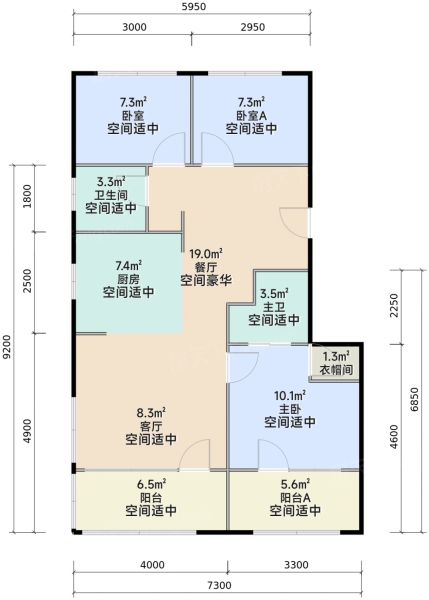 5950
3000
2950
7.3㎡
卧室
空间适中
7.3㎡
卧室A
空间适中
3.3㎡
卫生间
空间适中
1800
7.4㎡
厨房
空间适中
2500
19.0㎡
餐厅
空间豪华
3.5㎡
主卫
空间适中
2250
9200
1.3㎡
衣帽间
6850
8.3㎡
客厅
空间适中
10.1㎡
主卧
空间适中
4900
4600
6.5㎡
阳台
空间适中
5.6㎡
阳台A
空间适中
4000
3300
7300